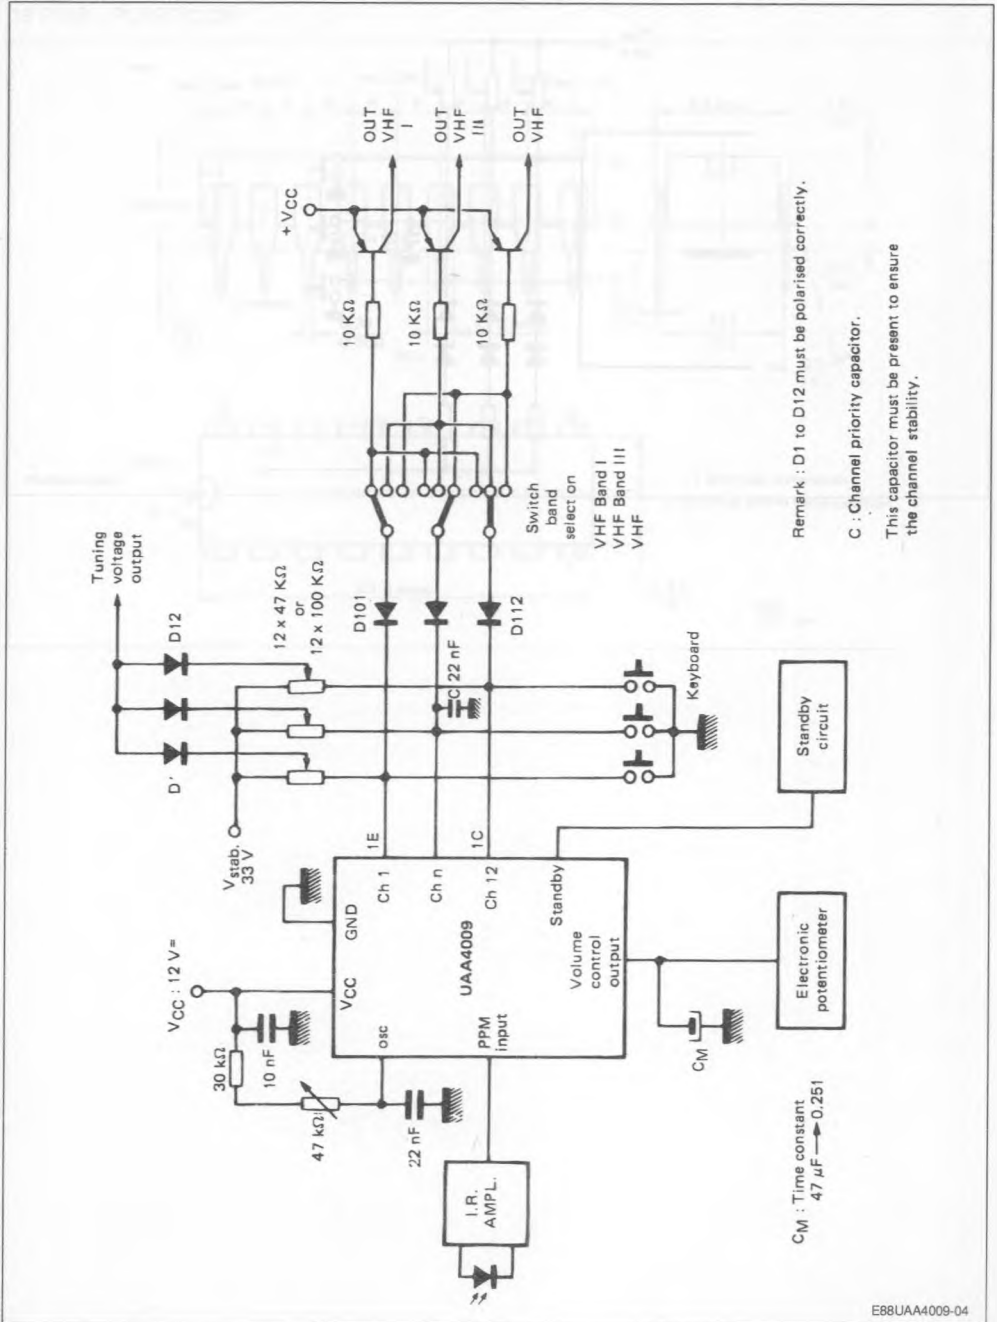 Tuning
voltage
output
+ VCC
OUT
VHF
I
OUT
VHF
III
OUT
VHF
D'
D12
Vstab.
33 V
12 x 47 KΩ
or
12 x 100 KΩ
10 KΩ
10 KΩ
10 KΩ
VCC : 12 V=
30 kΩ
10 nF
47 kΩ
22 nF
D101
C 22 nF
D112
Switch
band
select on
VHF Band I
VHF Band III
VHF
GND
VCC
osc
UAA4009
PPM
input
Ch 1
1E
Ch n
Ch 12
1C
Standby
Volume
control
output
I.R.
AMPL.
Keyboard
CM
Electronic
potentiometer
Standby
circuit
CM : Time constant
47 µF → 0.251
Remark : D1 to D12 must be polarised correctly.
C : Channel priority capacitor.
This capacitor must be present to ensure
the channel stability.
E88UAA4009-04